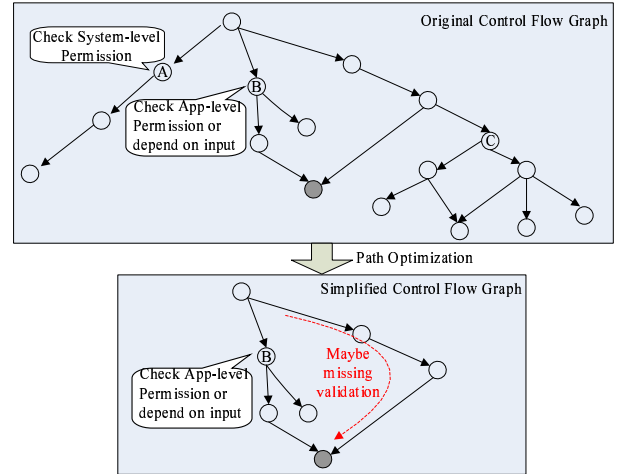 Original Control Flow Graph
Check System-level
Permission
A
B
Check App-level
Permission or
depend on input
C
Path Optimization
Simplified Control Flow Graph
B
Check App-level
Permission or
depend on input
Maybe
missing
validation